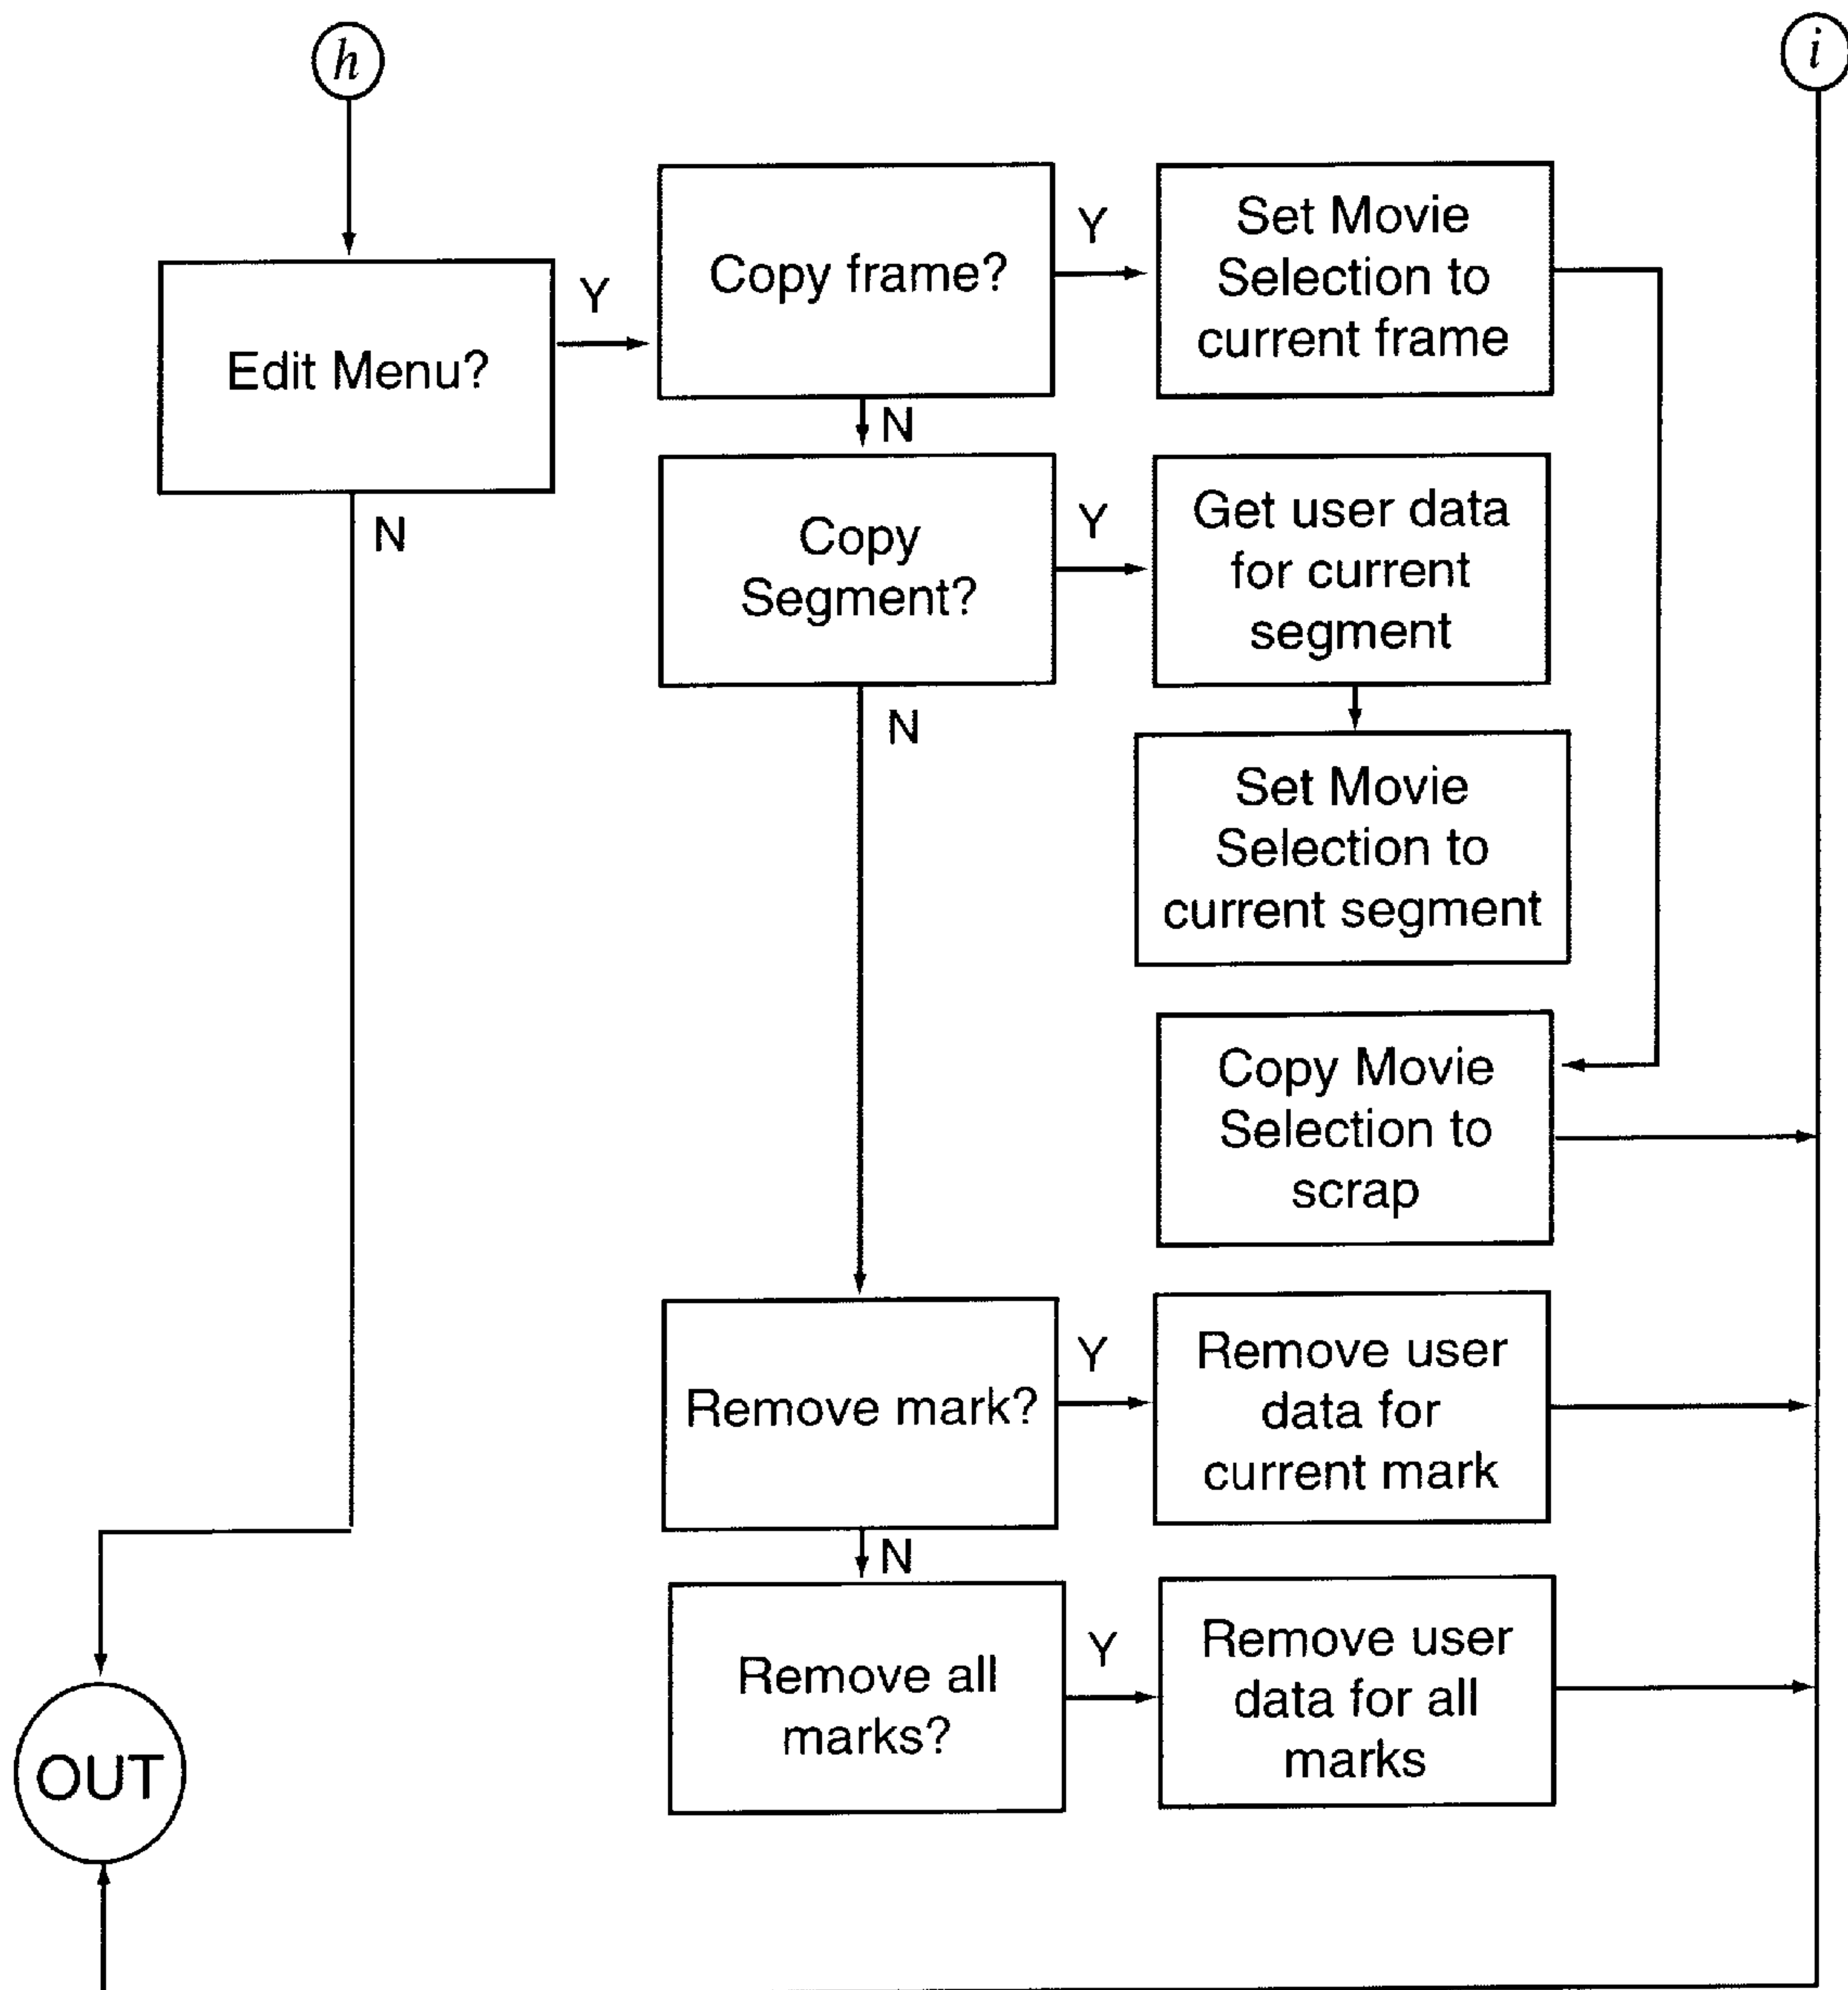 h
i
Edit Menu?
Y
N
Copy frame?
Y
N
Set Movie
Selection to
current frame
Copy
Segment?
Y
N
Get user data
for current
segment
Set Movie
Selection to
current segment
Copy Movie
Selection to
scrap
Remove mark?
Y
N
Remove user
data for
current mark
Remove all
marks?
Y
Remove user
data for all
marks
OUT